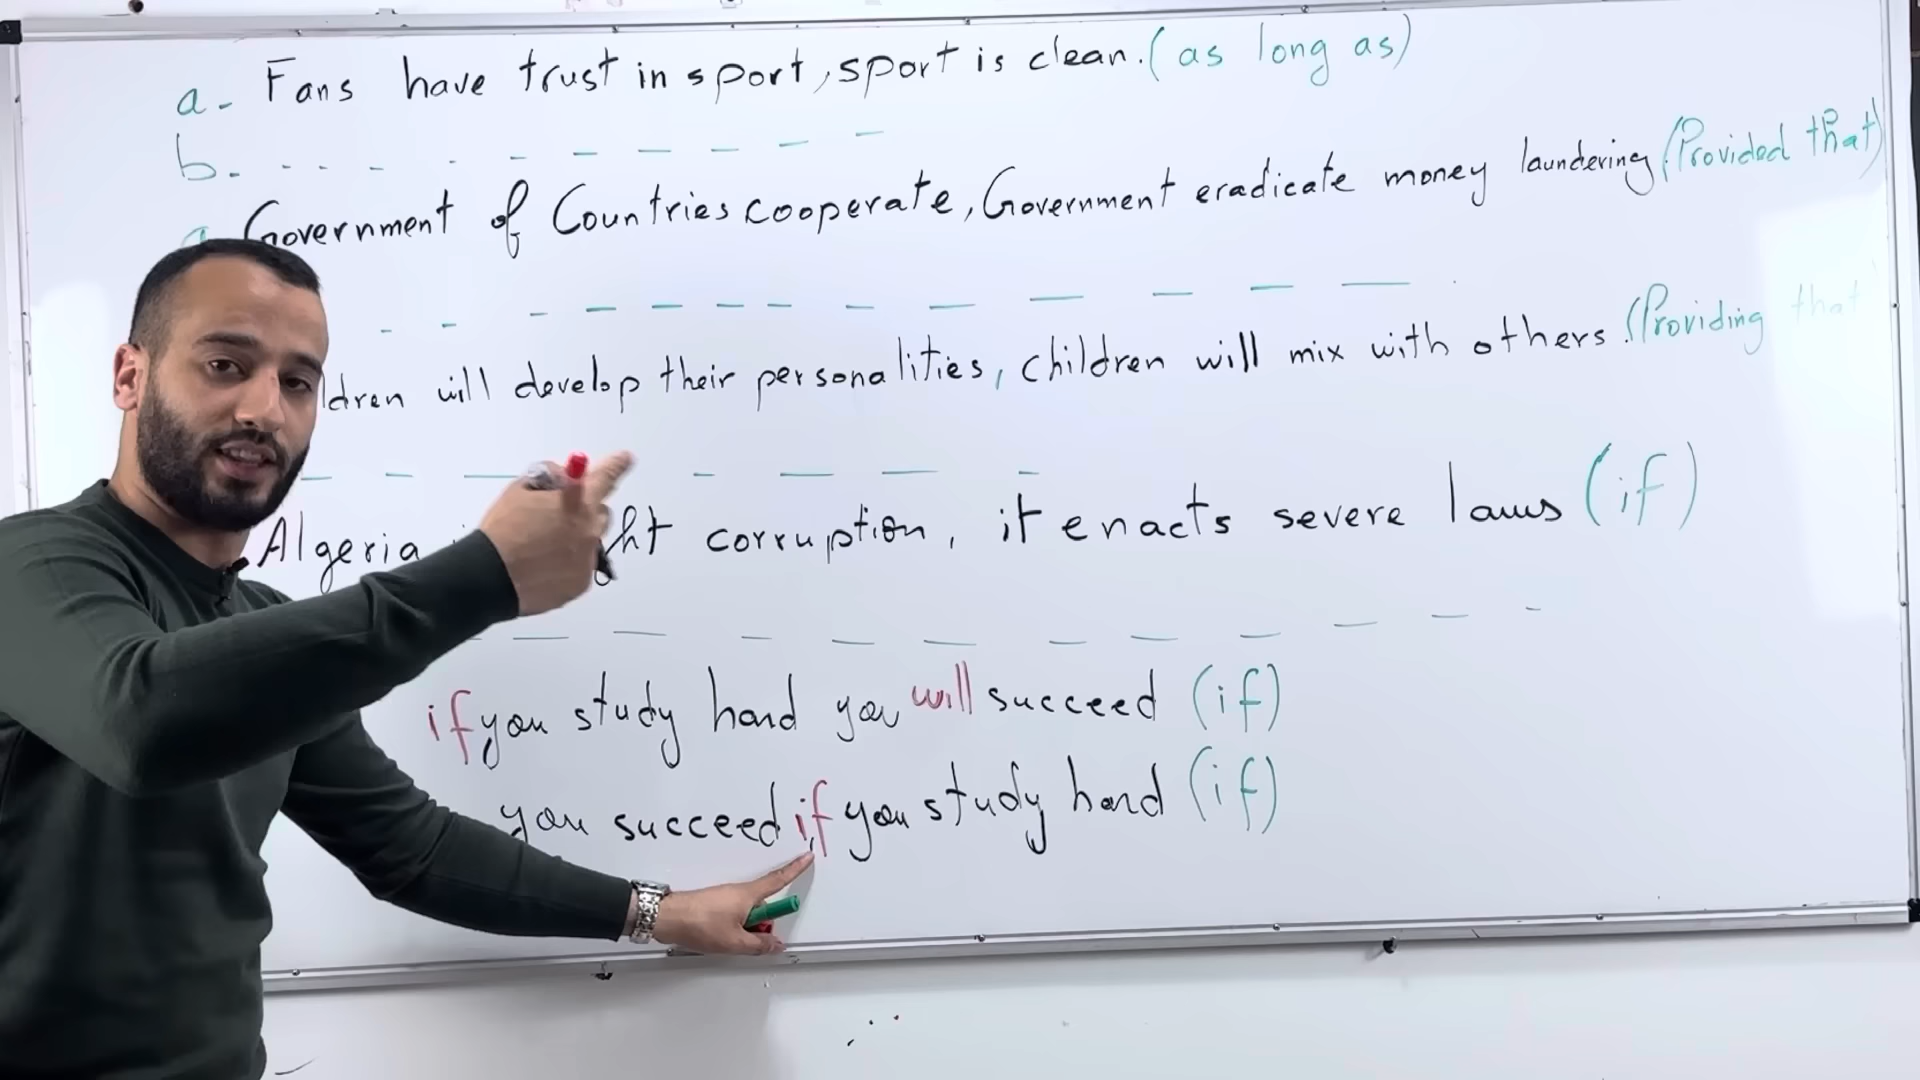 a- Fans have trust in sport, sport is clean. (as long as)
b.
Government of Countries cooperate, Government eradicate money laundering. (Provided that)
ldren will develop their personalities, children will mix with others. (Providing that
Algeria ht corruption, it enacts severe laws (if)
if you study hard you will succeed (if)
you succeed if you study hard (if)